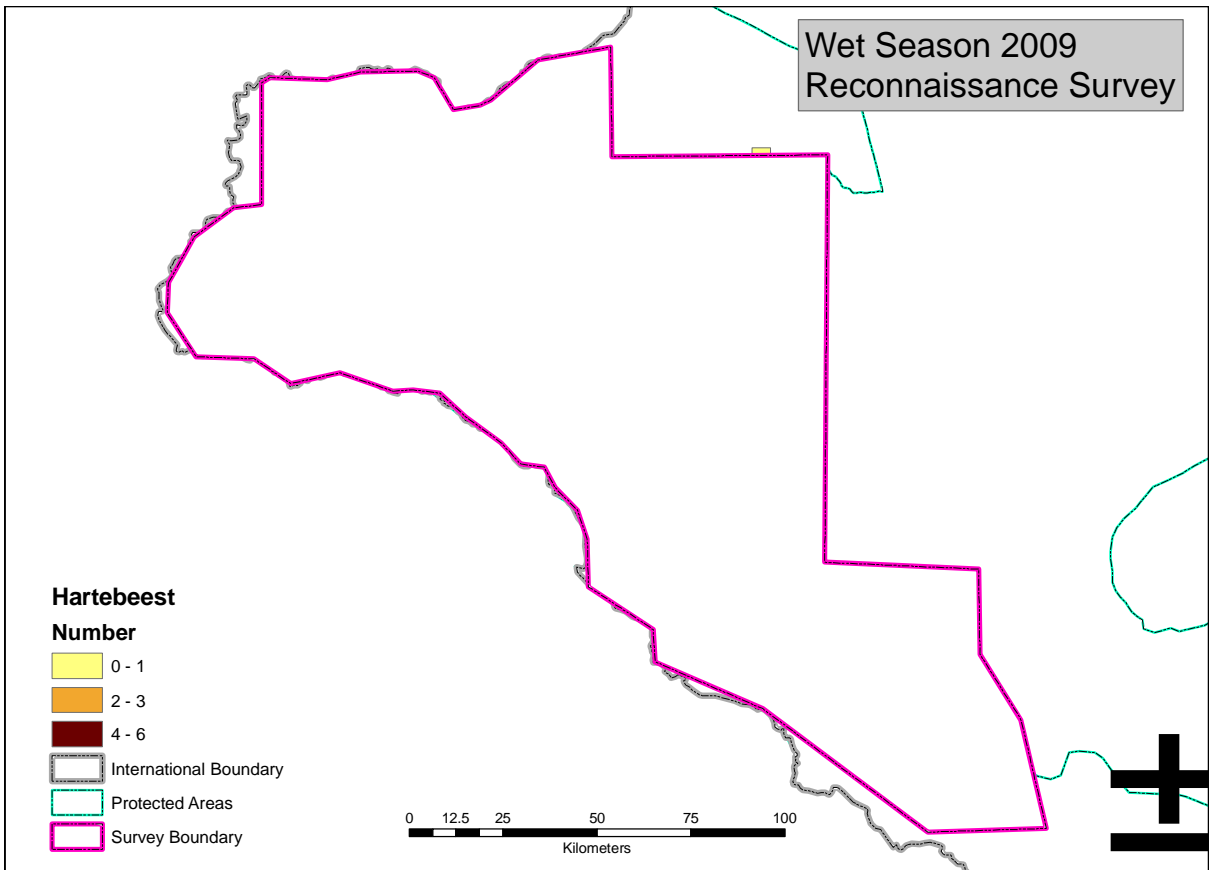 Wet Season 2009
Reconnaissance Survey
Hartebeest
Number
0 - 1
2 - 3
4 - 6
International Boundary
Protected Areas
Survey Boundary
0 12.5 25 50 75 100
Kilometers